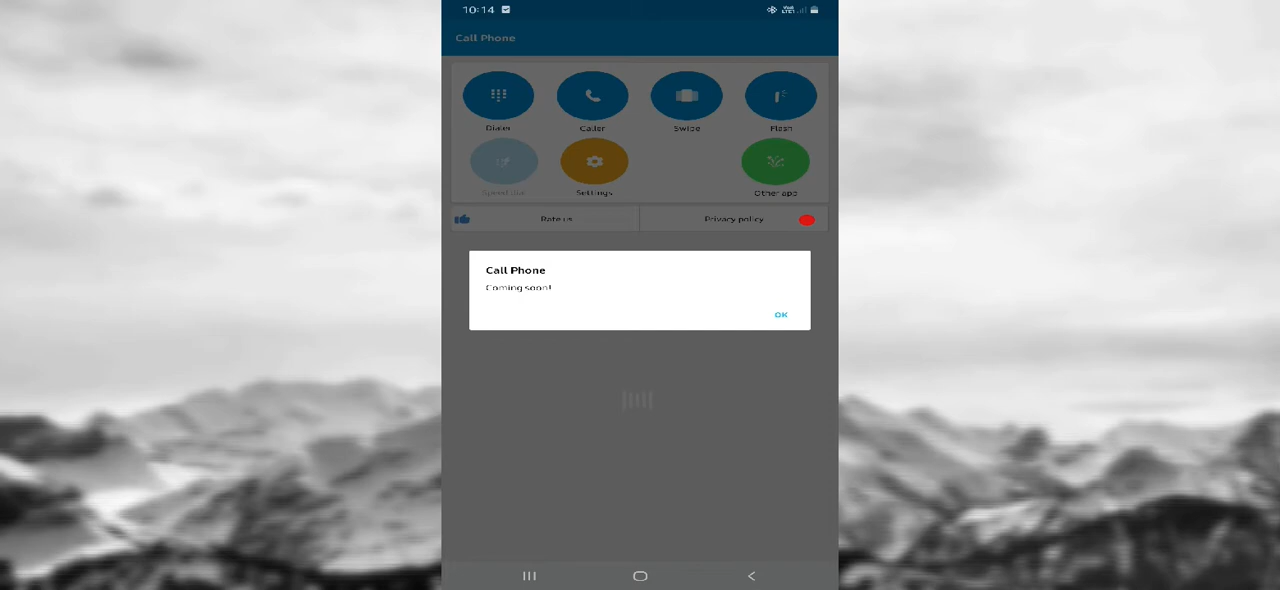 10:14
Call Phone
Dialer
Caller
Swipe
Flash
Speed dial
Settings
Other app
Rate us
Privacy policy
Call Phone
Coming soon!
OK